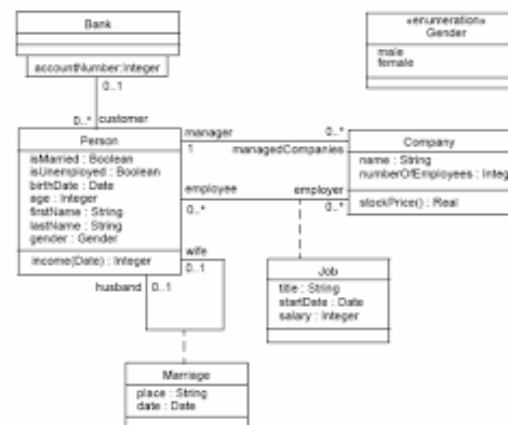 Bank
accountNumber:Integer
0..1
0..* customer
Person
isMarried : Boolean
isUnemployed : Boolean
birthDate : Date
age : Integer
firstName : String
lastName : String
gender : Gender
income(Date) : Integer
manager
1
0..*
managedCompanies
employee
0..*
employer
0..*
wife
0..1
husband
0..1
«enumeration»
Gender
male
female
Company
name : String
numberOfEmployees : Integ
stockPrice() : Real
Job
title : String
startDate : Date
salary : Integer
Marriage
place : String
date : Date